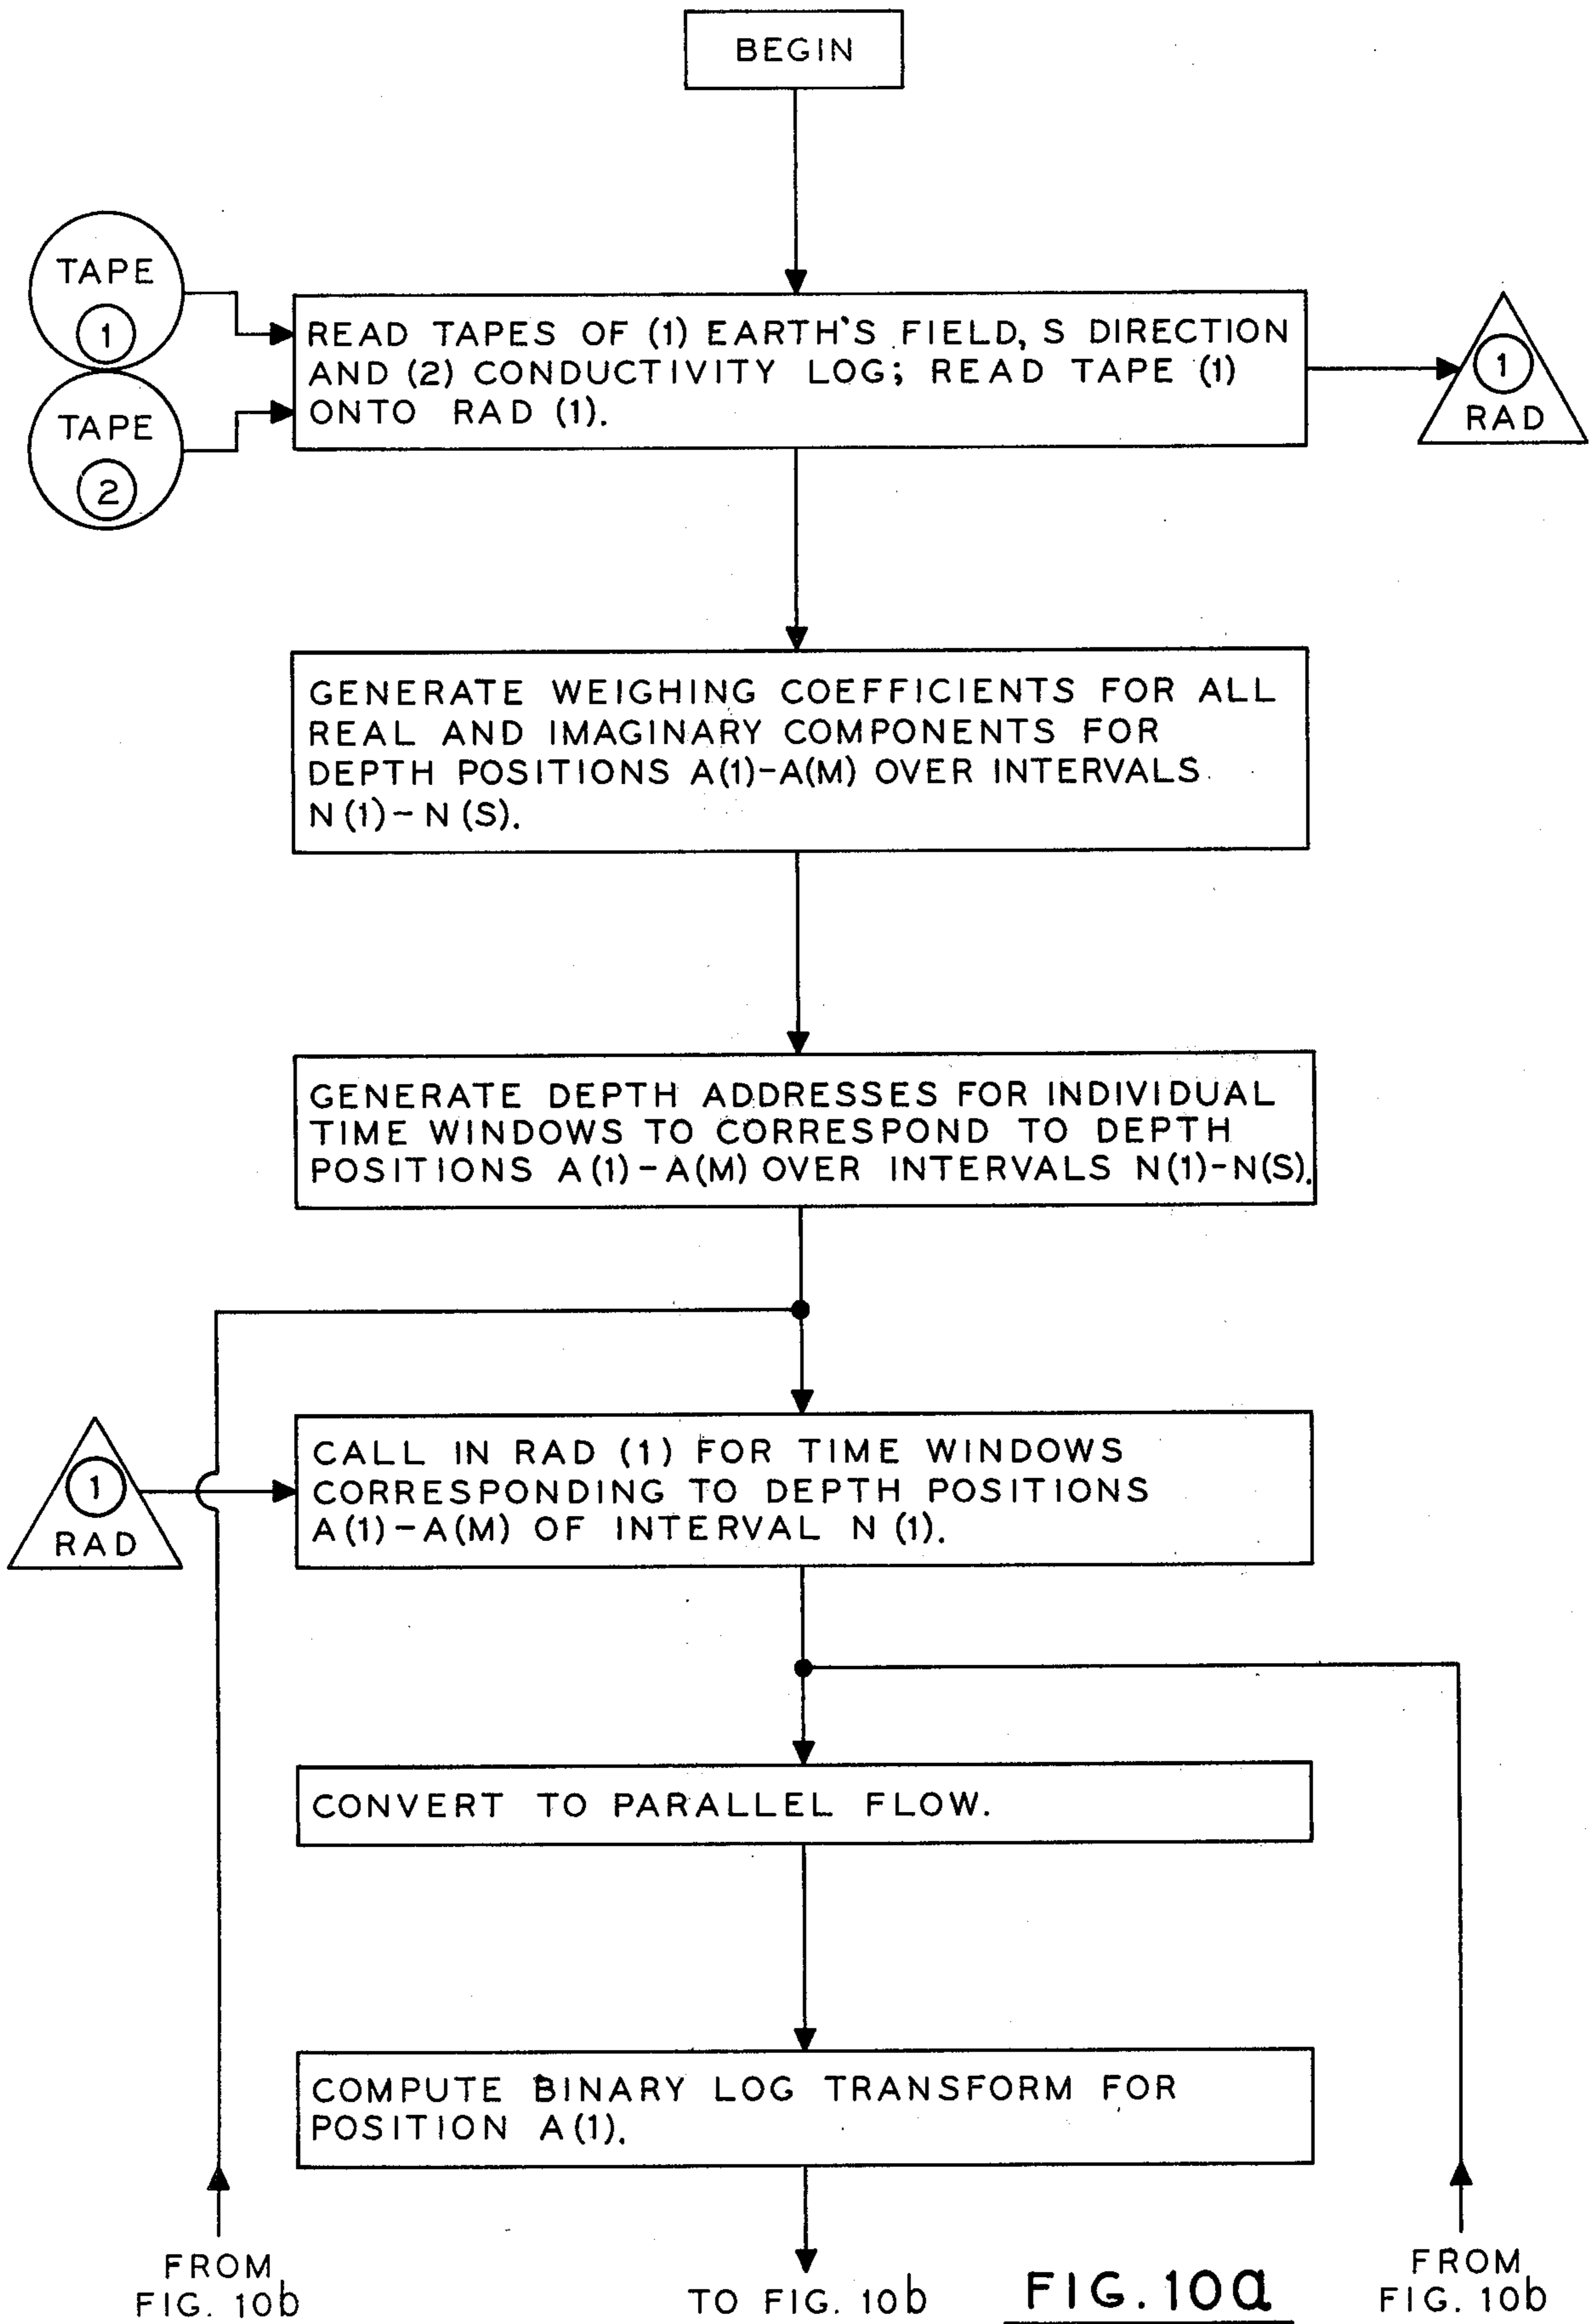 BEGIN
TAPE
1
TAPE
2
READ TAPES OF (1) EARTH'S FIELD, S DIRECTION
AND (2) CONDUCTIVITY LOG; READ TAPE (1)
ONTO RAD (1).
1
RAD
GENERATE WEIGHING COEFFICIENTS FOR ALL
REAL AND IMAGINARY COMPONENTS FOR
DEPTH POSITIONS A(1)-A(M) OVER INTERVALS
N(1)-N(S).
GENERATE DEPTH ADDRESSES FOR INDIVIDUAL
TIME WINDOWS TO CORRESPOND TO DEPTH
POSITIONS A(1)-A(M) OVER INTERVALS N(1)-N(S).
1
RAD
CALL IN RAD (1) FOR TIME WINDOWS
CORRESPONDING TO DEPTH POSITIONS
A(1)-A(M) OF INTERVAL N(1).
CONVERT TO PARALLEL FLOW.
COMPUTE BINARY LOG TRANSFORM FOR
POSITION A(1).
FROM
FIG. 10b
TO FIG. 10b
FIG. 10a
FROM
FIG. 10b